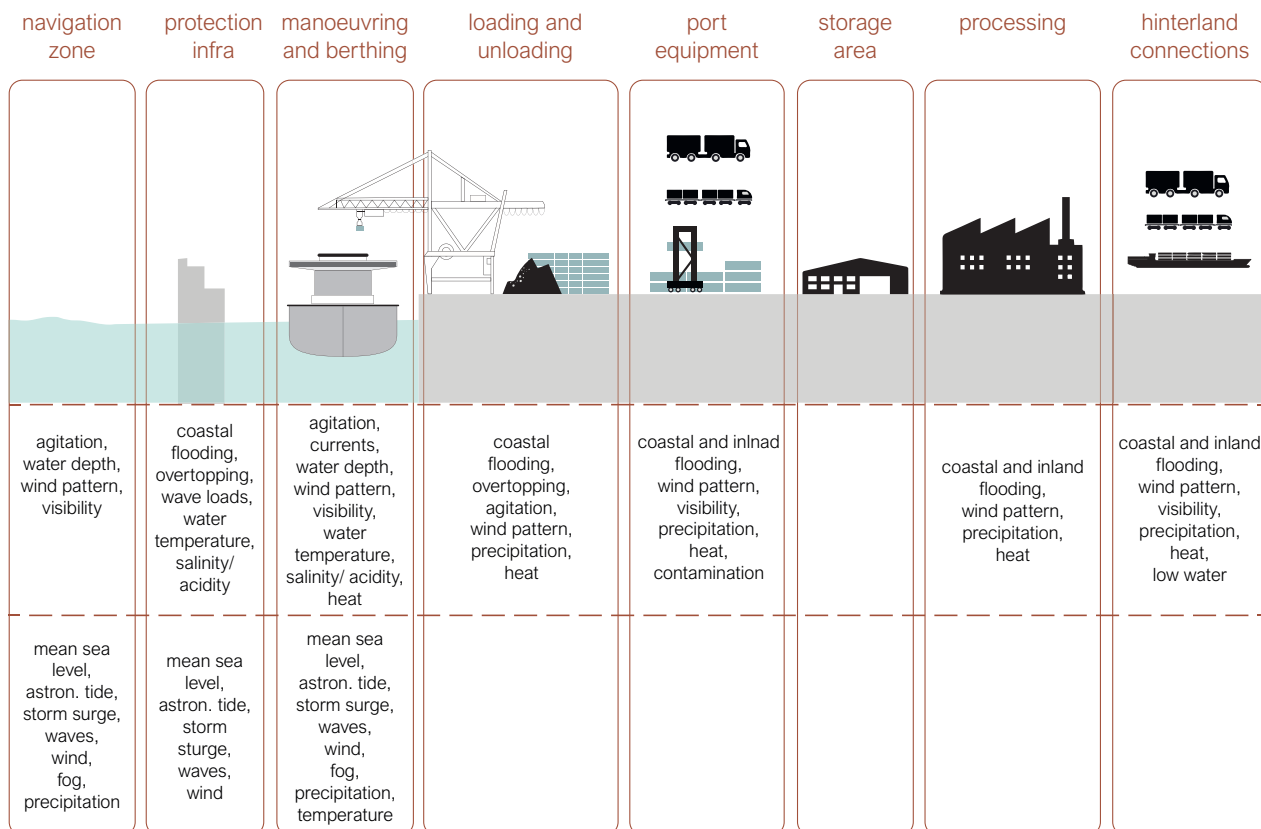 navigation
zone
protection
infra
manoeuvring
and berthing
loading and
unloading
port
equipment
storage
area
processing
hinterland
connections
agitation,
water depth,
wind pattern,
visibility
coastal
flooding,
overtopping,
wave loads,
water
temperature,
salinity/
acidity
agitation,
currents,
water depth,
wind pattern,
visibility,
water
temperature,
salinity/ acidity,
heat
coastal
flooding,
overtopping,
agitation,
wind pattern,
precipitation,
heat
coastal and inlnad
flooding,
wind pattern,
visibility,
precipitation,
heat,
contamination
coastal and inland
flooding,
wind pattern,
precipitation,
heat
coastal and inland
flooding,
wind pattern,
visibility,
precipitation,
heat,
low water
mean sea
level,
astron. tide,
storm surge,
waves,
wind,
fog,
precipitation
mean sea
level,
astron. tide,
storm
sturge,
waves,
wind
mean sea
level,
astron. tide,
storm surge,
waves,
wind,
fog,
precipitation,
temperature